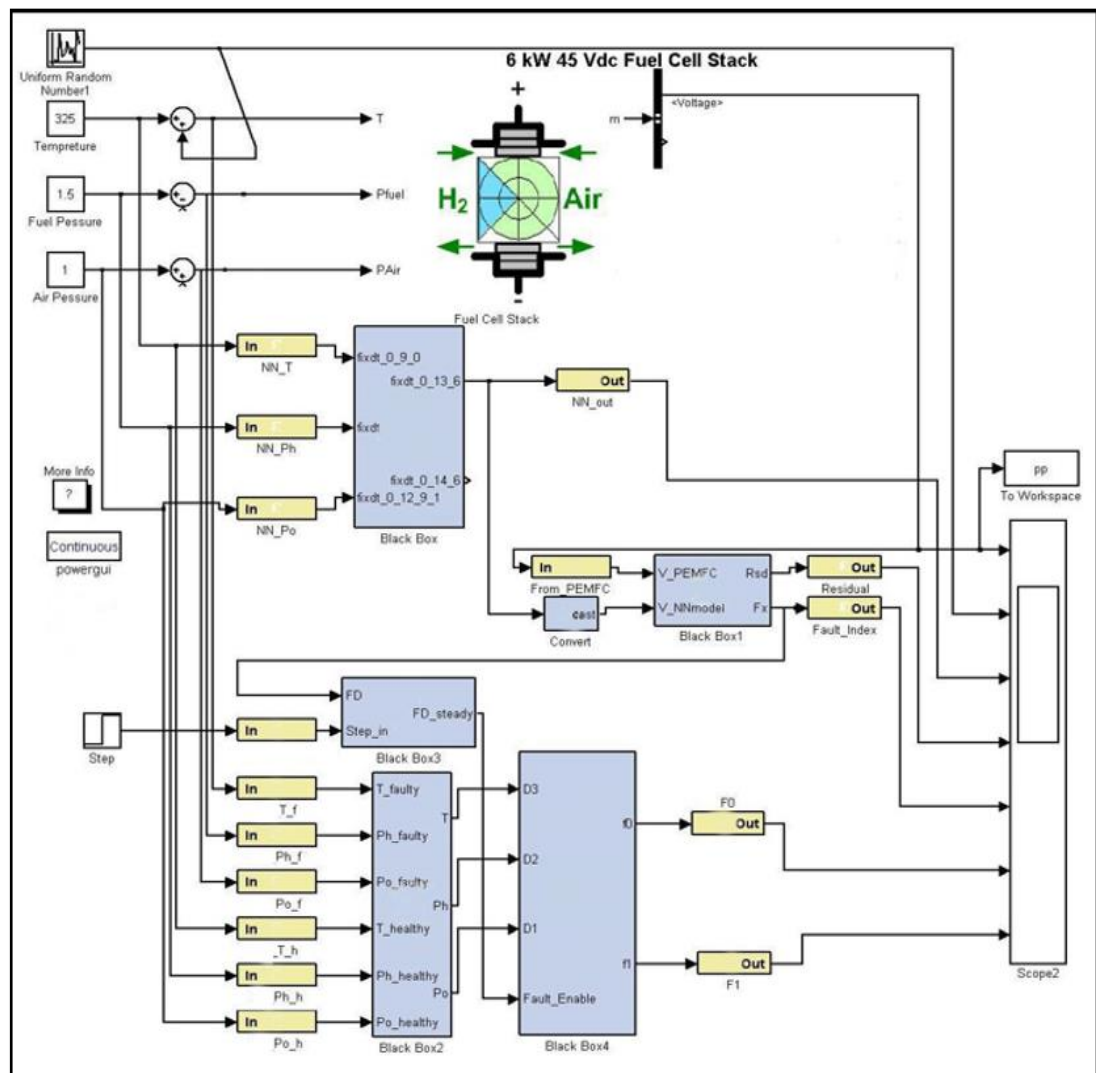 6 kW 45 Vdc Fuel Cell Stack
Uniform Random
Number1
325
Tempreture
T
+
m
<Voltage>
1.5
Fuel Pessure
Pfuel
H2
Air
1
Air Pessure
PAir
-
Fuel Cell Stack
In
NN_T
fixdt_0_9_0
fixdt_0_13_6
Out
NN_out
In
NN_Ph
fixdt
fixdt_0_14_6
In
NN_Po
fixdt_0_12_9_1
Black Box
More Info
?
Continuous
powergui
pp
To Workspace
In
From_PEMFC
V_PEMFC
Rsd
Out
Residual
cast
Convert
V_NNmodel
Fx
Black Box1
Out
Fault_Index
FD
FD_steady
Step
In
Step_in
Black Box3
In
T_f
T_faulty
T
In
Ph_f
Ph_faulty
In
Po_f
Po_faulty
Ph
In
_T_h
T_healthy
In
Ph_h
Ph_healthy
Po
In
Po_h
Po_healthy
Black Box2
D3
D2
D1
Fault_Enable
f0
f1
Black Box4
F0
Out
Out
F1
Scope2